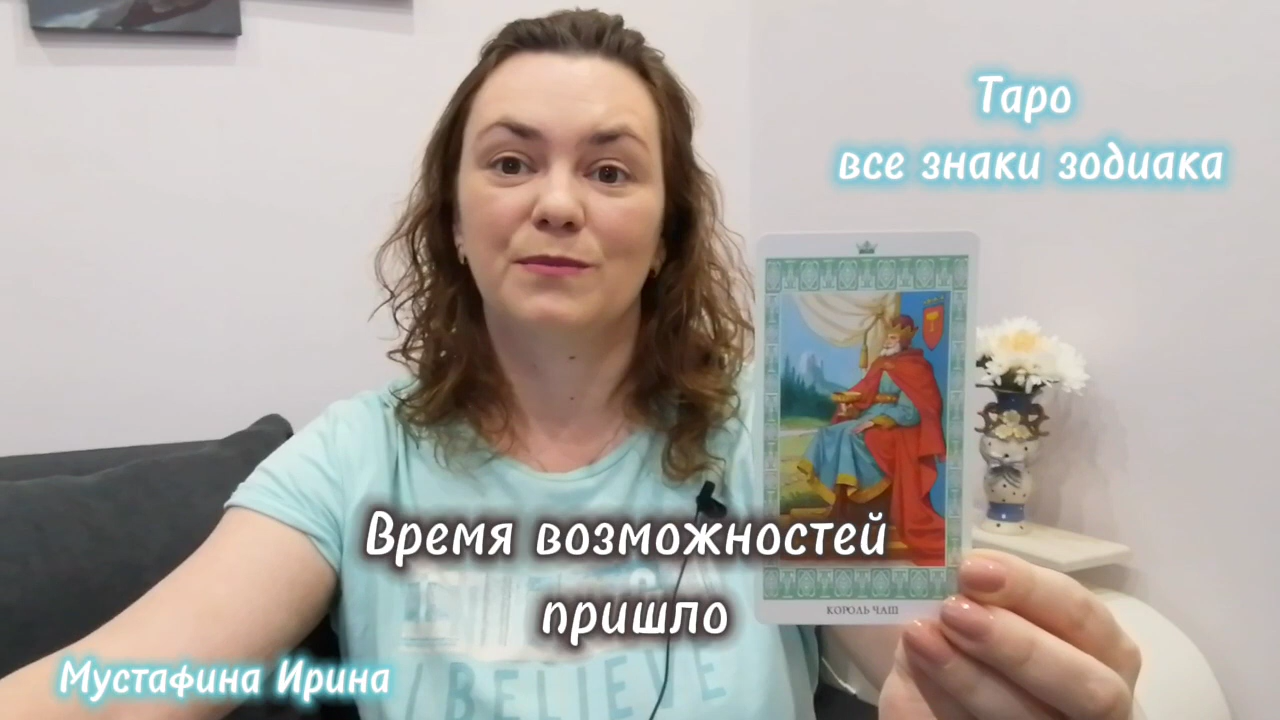 Таро
все знаки зодиака
КОРОЛЬ ЧАШ
Время возможностей
пришло
I BELIEVE
Мустафина Ирина